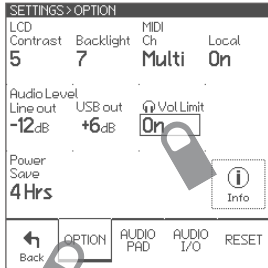 SETTINGS>OPTION
LCD MIDI
Contrast Backlight Ch Local
5 7 Multi On
Audio Level
Line out USB out Vol Limit
-12dB +6dB On
Power
Save
4 Hrs
Info
Back OPTION AUDIO PAD AUDIO I/O RESET